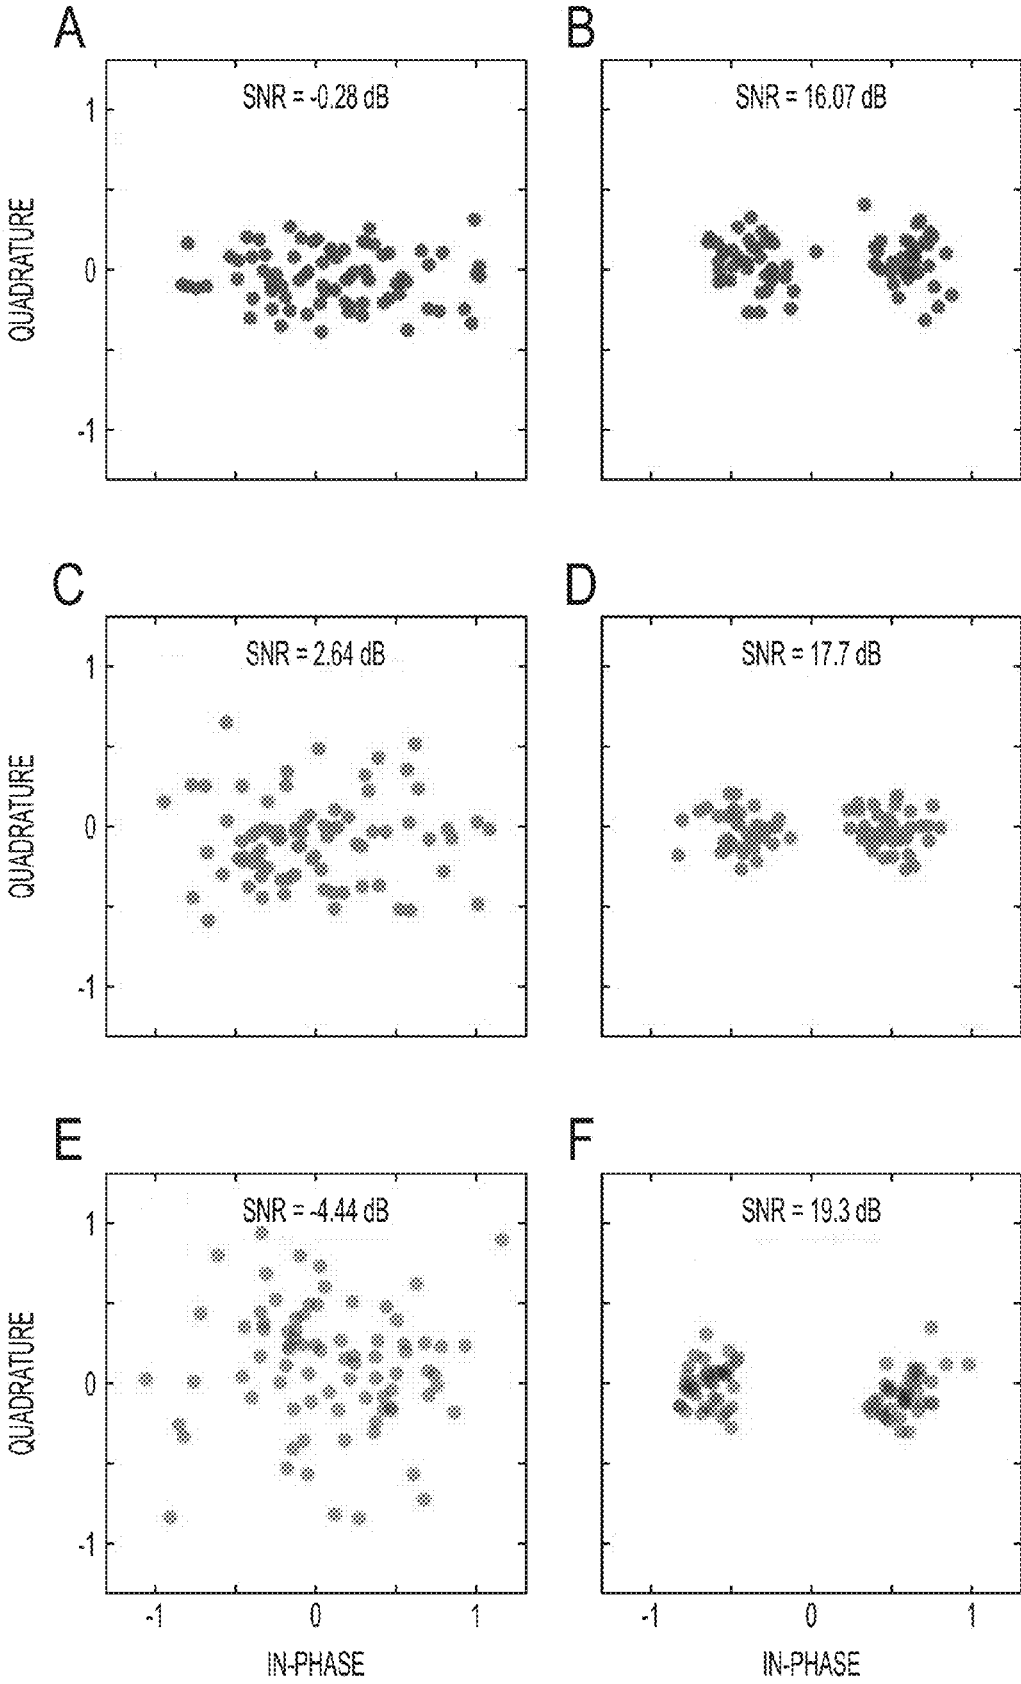 A
B
SNR = -0.28 dB
SNR = 16.07 dB
1
QUADRATURE
0
-1
C
D
SNR = 2.64 dB
SNR = 17.7 dB
1
QUADRATURE
0
-1
E
F
SNR = -4.44 dB
SNR = 19.3 dB
1
QUADRATURE
0
-1
-1 0 1
-1 0 1
IN-PHASE
IN-PHASE